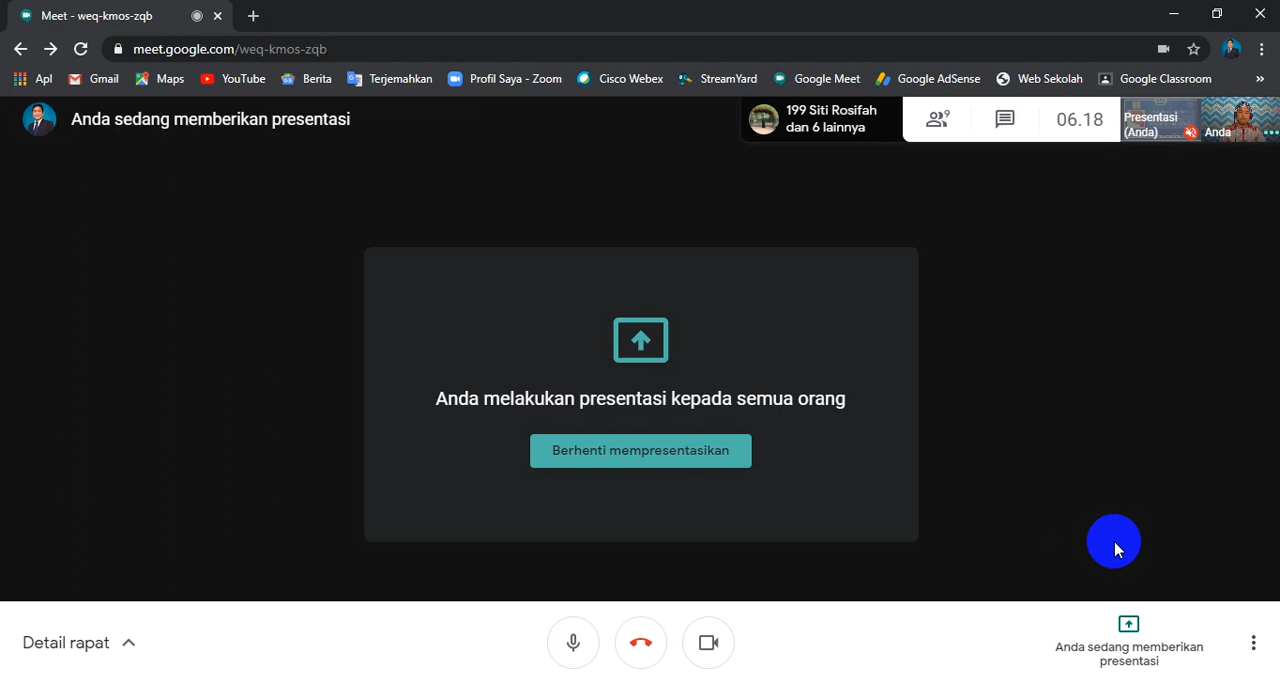 Meet - weq-kmos-zqb
meet.google.com/weq-kmos-zqb
Apl Gmail Maps YouTube Berita Terjemahkan Profil Saya - Zoom Cisco Webex StreamYard Google Meet Google AdSense Web Sekolah Google Classroom »
Anda sedang memberikan presentasi
199 Siti Rosifah
dan 6 lainnya
9
06.18
Presentasi
(Anda)
Anda
Anda melakukan presentasi kepada semua orang
Berhenti mempresentasikan
Detail rapat
Anda sedang memberikan
presentasi